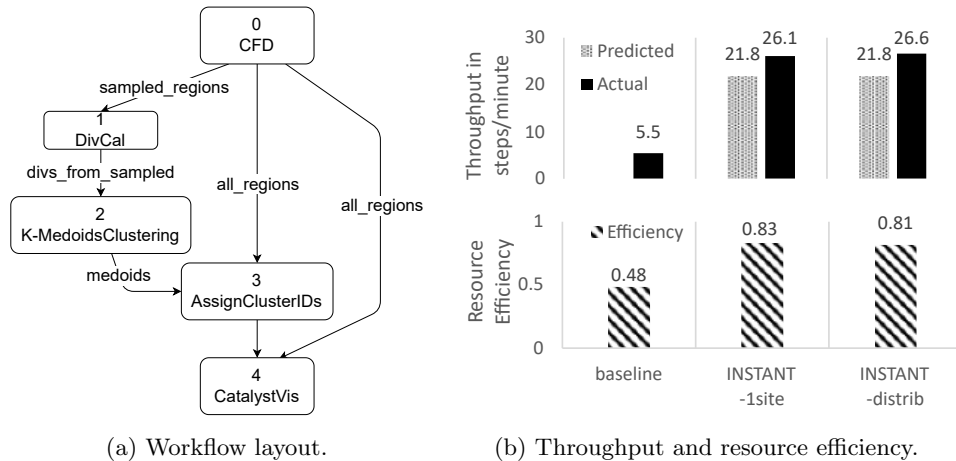 0
CFD
sampled_regions
1
DivCal
divs_from_sampled
all_regions
all_regions
2
K-MedoidsClustering
medoids
3
AssignClusterIDs
4
CatalystVis
(a) Workflow layout.
Throughput in
steps/minute
30
20
10
0
Predicted
Actual
5.5
21.8
26.1
21.8
26.6
Resource
Efficiency
1
0.5
0
Efficiency
0.48
0.83
0.81
baseline
INSTANT
-1site
INSTANT
-distrib
(b) Throughput and resource efficiency.